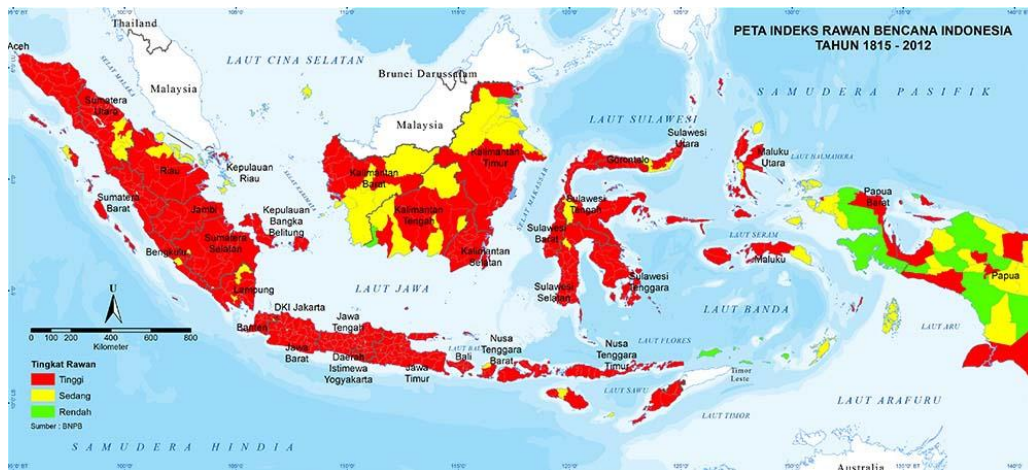 PETA INDEKS RAWAN BENCANA INDONESIA
TAHUN 1815 - 2012
Thailand
Aceh
LAUT CINA SELATAN
Brunei Darussalam
SELAT MALAKA
Malaysia
SAMUDERA PASIFIK
Sumatera
Utara
Malaysia
LAUT SULAWESI
Sulawesi
Utara
Kalimantan
Timur
Gorontalo
Maluku
Utara
LAUT HALMAHERA
Riau
Kepulauan
Riau
Kalimantan
Barat
SELAT MAKASSAR
Papua
Barat
Sumatera
Barat
Jambi
Kepulauan
Bangka
Belitung
Kalimantan
Tengah
Sulawesi
Tengah
Sulawesi
Barat
LAUT SERAM
Bengkulu
Sumatera
Selatan
Kalimantan
Selatan
Maluku
Papua
Lampung
Sulawesi
Selatan
Sulawesi
Tenggara
U
LAUT JAWA
LAUT BANDA
LAUT ARU
DKI Jakarta
Banten
Jawa
Tengah
Jawa
Barat
Daerah
Istimewa
Yogyakarta
Jawa
Timur
Bali
Nusa
Tenggara
Barat
LAUT FLORES
Nusa
Tenggara
Timur
Timor
Leste
LAUT SAWU
LAUT TIMOR
LAUT ARAFURU
0 100 200 400 600 800
Kilometer
Tingkat Rawan
Tinggi
Sedang
Rendah
Sumber : BNPB
SAMUDERA HINDIA
Australia